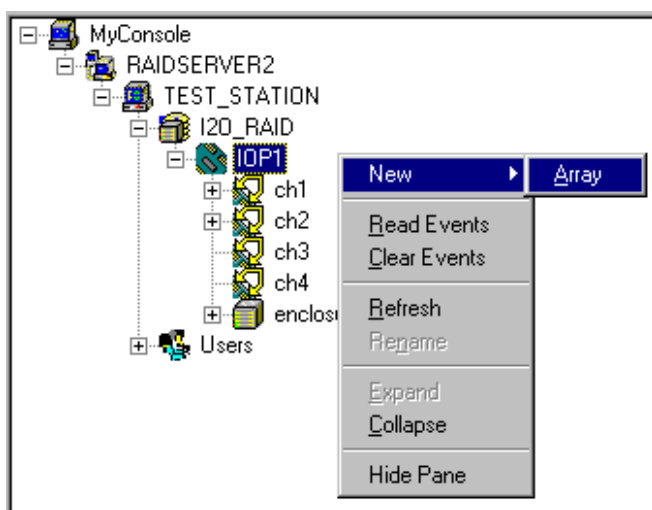 MyConsole
RAIDSERVER2
TEST_STATION
I2O_RAID
IOP1
ch1
ch2
ch3
ch4
enclosu
Users
New
Array
Read Events
Clear Events
Refresh
Rename
Expand
Collapse
Hide Pane